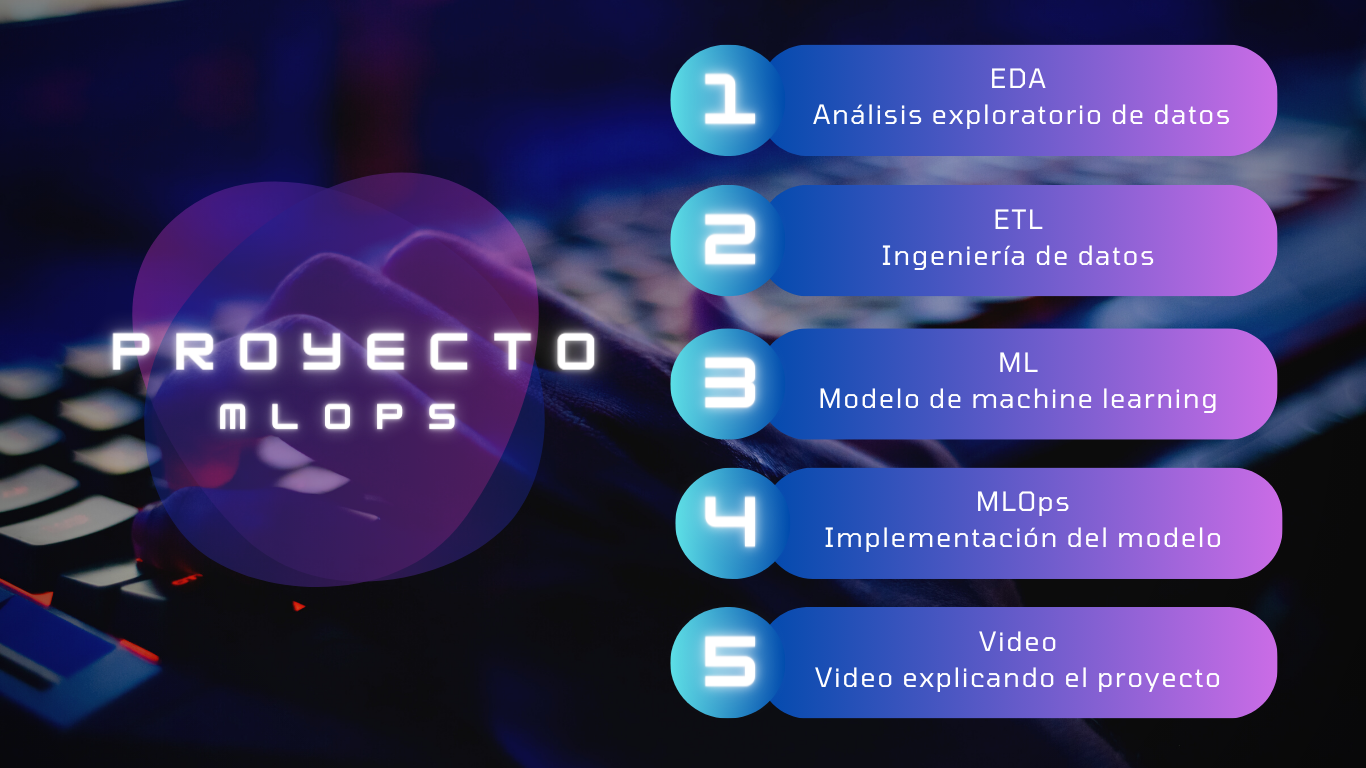 PROYECTO
MLOPS
1
EDA
Análisis exploratorio de datos
2
ETL
Ingeniería de datos
3
ML
Modelo de machine learning
4
MLOps
Implementación del modelo
5
Video
Video explicando el proyecto